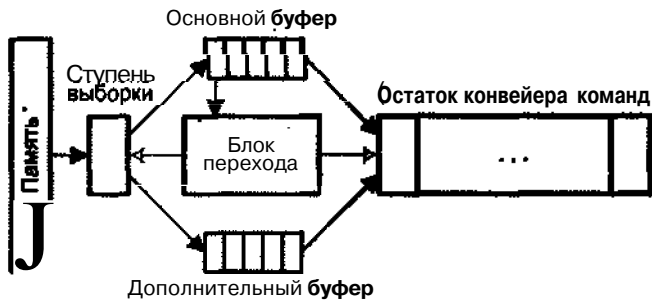 Основной буфер
Ступень
выборки
Остаток конвейера команд
Память
Блок
перехода
...
Дополнительный буфер